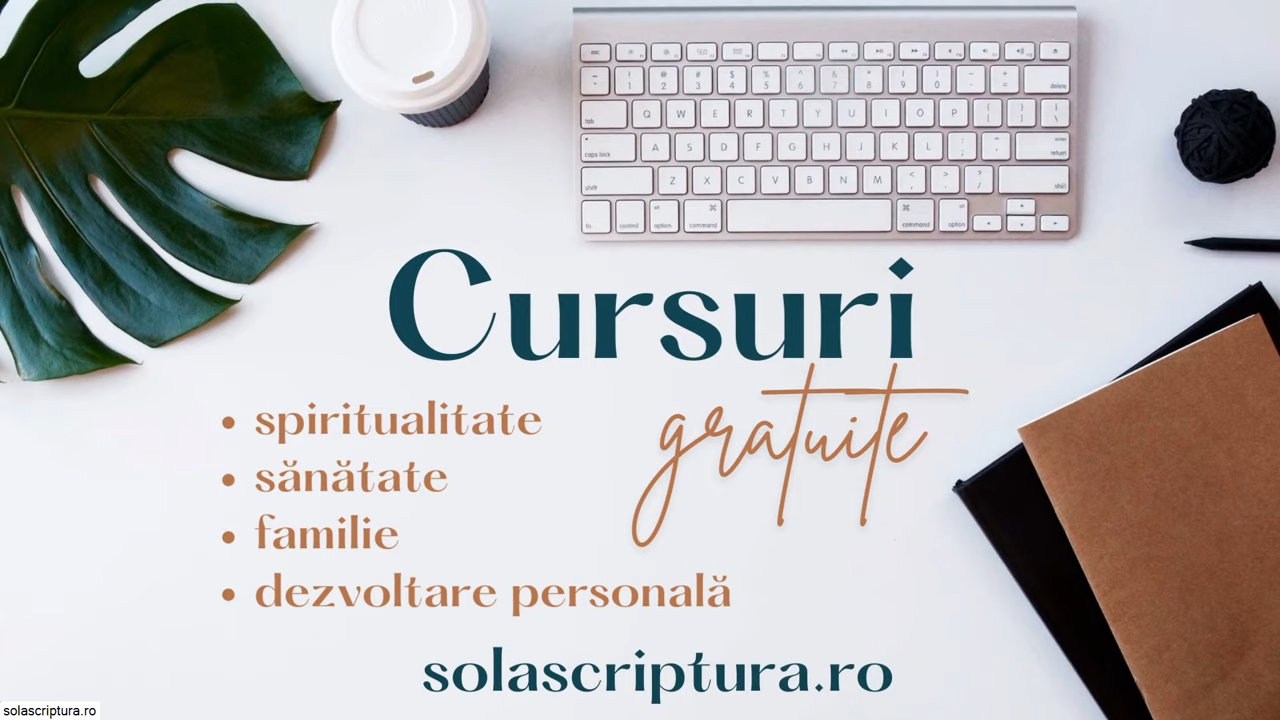 Cursuri
gratuite
• spiritualitate
• sănătate
• familie
• dezvoltare personală
solascriptura.ro
solascriptura.ro